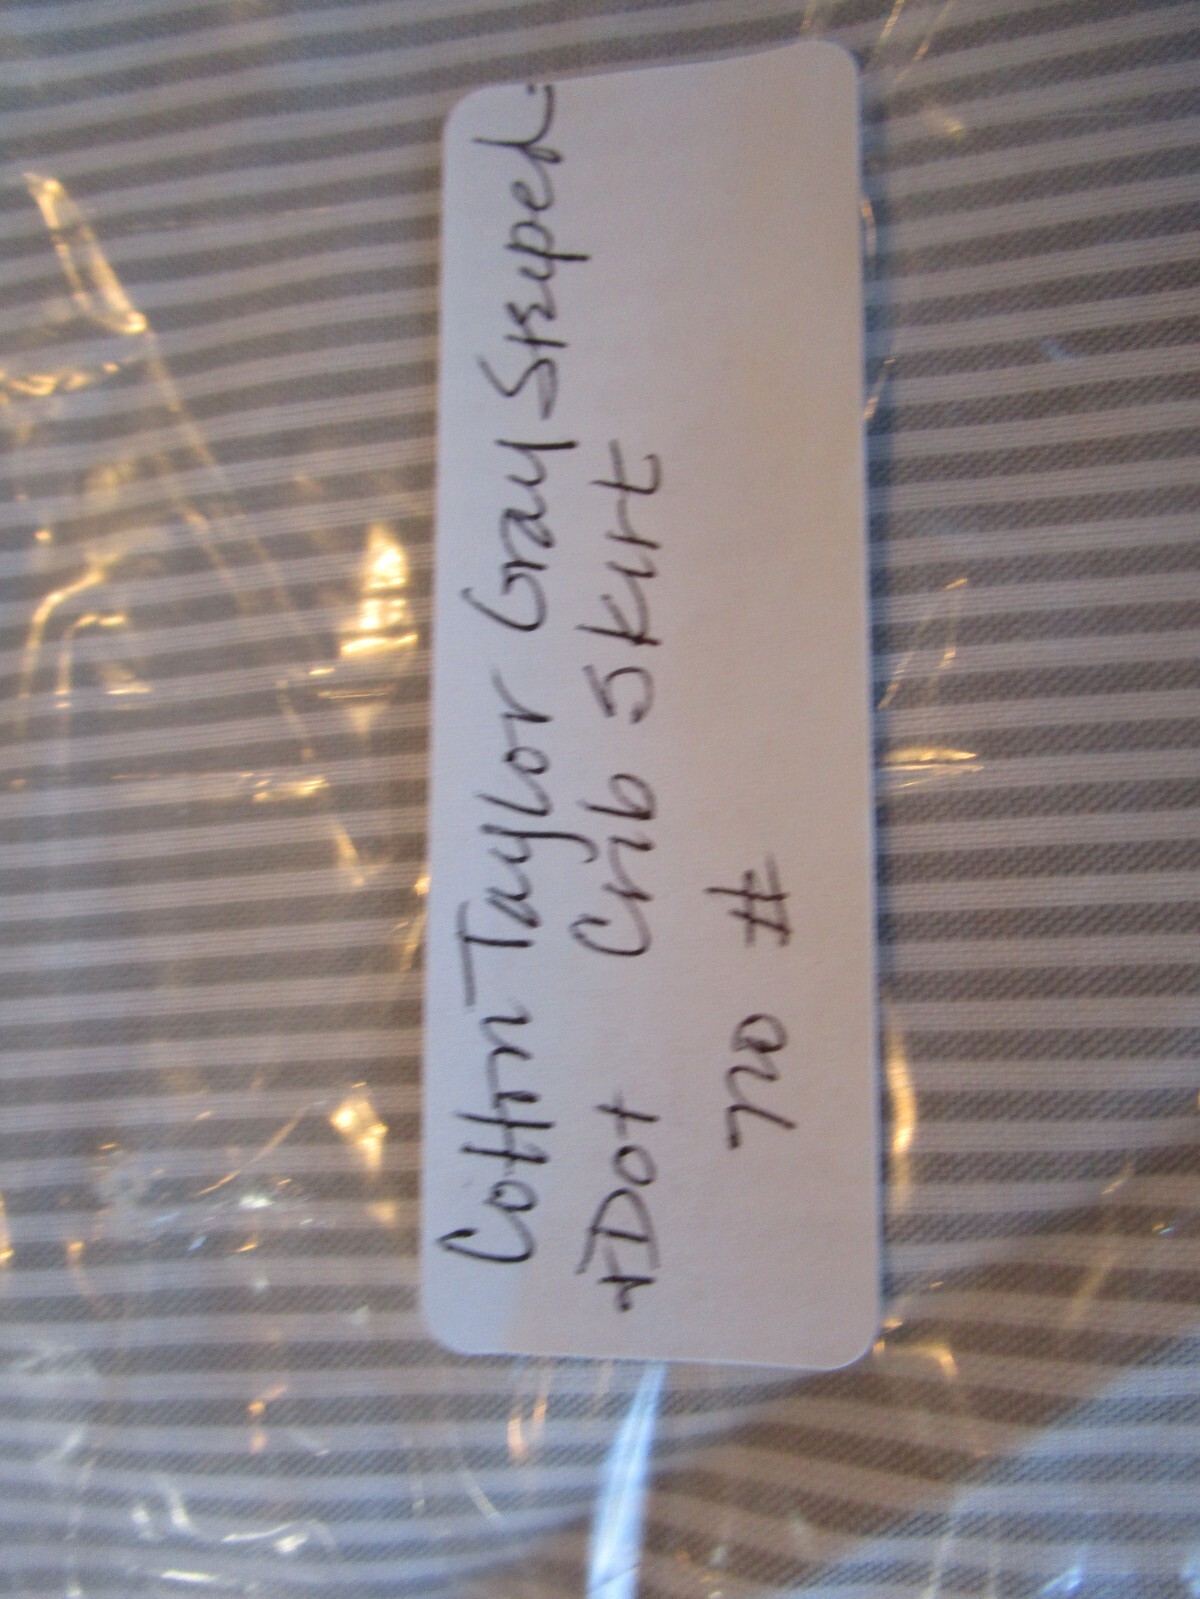 Cotton Taylor Gray Striped
+ Dot Crib Skirt
no #